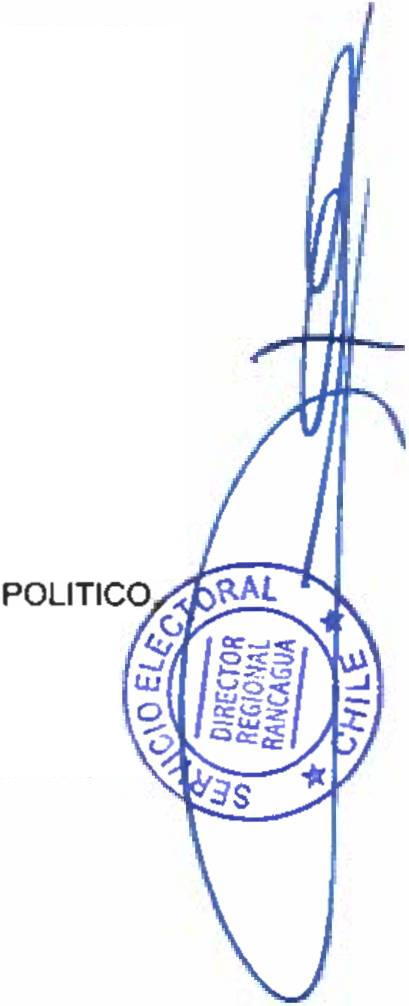 POLITICO
SERVICIO ELECTORAL
CHILE
DIRECTOR
REGIONAL
RANCAGUA